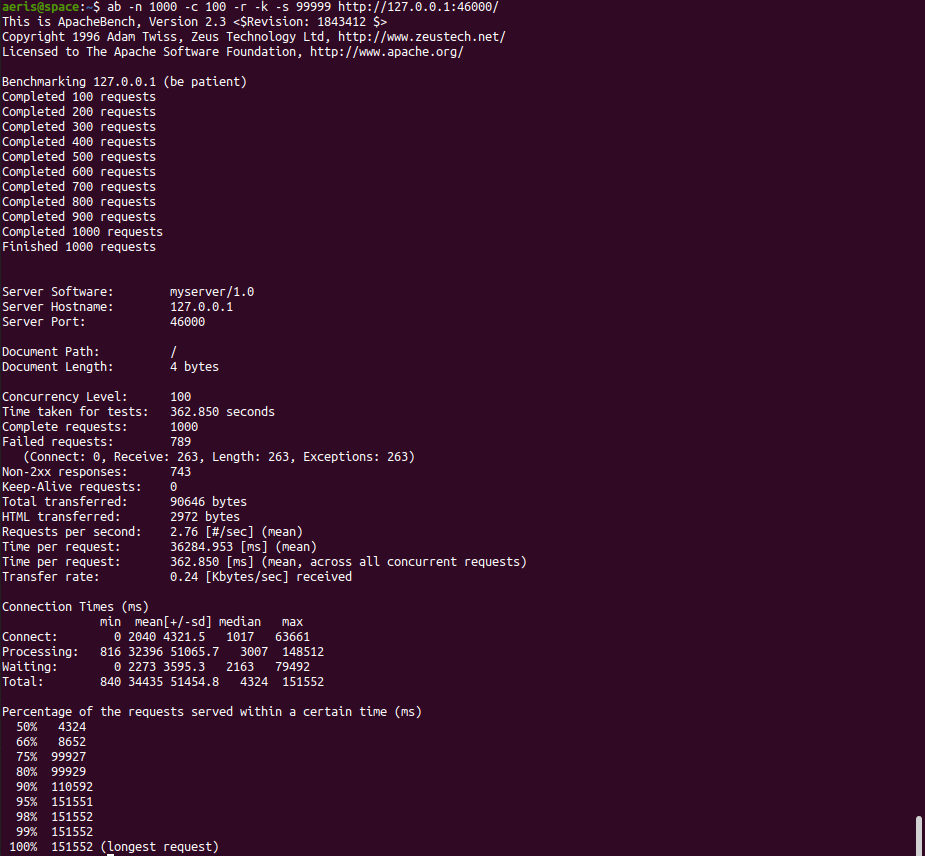 aeris@space:~$ ab -n 1000 -c 100 -r -k -s 99999 http://127.0.0.1:46000/
This is ApacheBench, Version 2.3 <$Revision: 1843412 $>
Copyright 1996 Adam Twiss, Zeus Technology Ltd, http://www.zeustech.net/
Licensed to The Apache Software Foundation, http://www.apache.org/

Benchmarking 127.0.0.1 (be patient)
Completed 100 requests
Completed 200 requests
Completed 300 requests
Completed 400 requests
Completed 500 requests
Completed 600 requests
Completed 700 requests
Completed 800 requests
Completed 900 requests
Completed 1000 requests
Finished 1000 requests


Server Software:        myserver/1.0
Server Hostname:        127.0.0.1
Server Port:            46000

Document Path:          /
Document Length:        4 bytes

Concurrency Level:      100
Time taken for tests:   362.850 seconds
Complete requests:      1000
Failed requests:        789
   (Connect: 0, Receive: 263, Length: 263, Exceptions: 263)
Non-2xx responses:      743
Keep-Alive requests:    0
Total transferred:      90646 bytes
HTML transferred:       2972 bytes
Requests per second:    2.76 [#/sec] (mean)
Time per request:       36284.953 [ms] (mean)
Time per request:       362.850 [ms] (mean, across all concurrent requests)
Transfer rate:          0.24 [Kbytes/sec] received

Connection Times (ms)
              min  mean[+/-sd] median   max
Connect:        0 2040 4321.5   1017   63661
Processing:   816 32396 51065.7   3007  148512
Waiting:        0 2273 3595.3   2163   79492
Total:        840 34435 51454.8   4324  151552

Percentage of the requests served within a certain time (ms)
  50%   4324
  66%   8652
  75%  99927
  80%  99929
  90%  110592
  95%  151551
  98%  151552
  99%  151552
 100%  151552 (longest request)